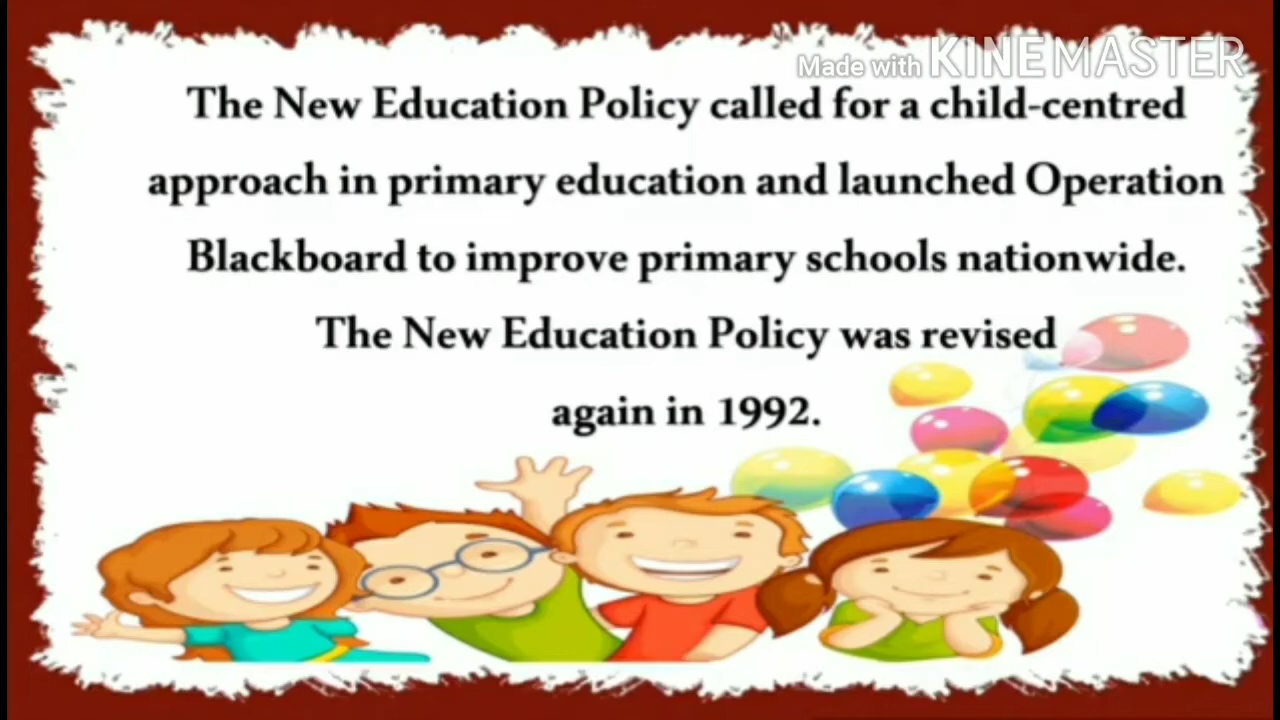 Made with KINEMASTER
The New Education Policy called for a child-centred
approach in primary education and launched Operation
Blackboard to improve primary schools nationwide.
The New Education Policy was revised
again in 1992.